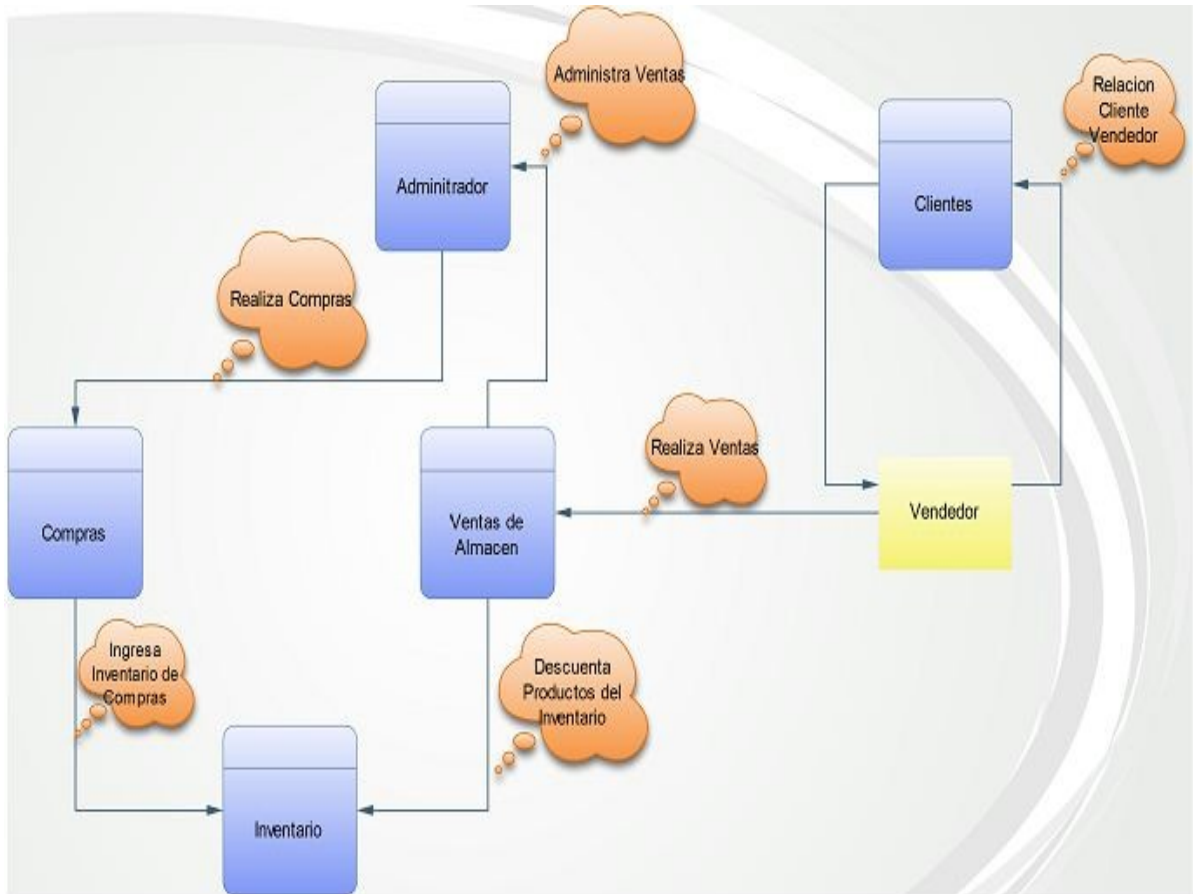 Administra Ventas
Relacion
Cliente
Vendedor
Adminitrador
Clientes
Realiza Compras
Realiza Ventas
Vendedor
Compras
Ventas de
Almacen
Ingresa
Inventario de
Compras
Descuenta
Productos del
Inventario
Inventario